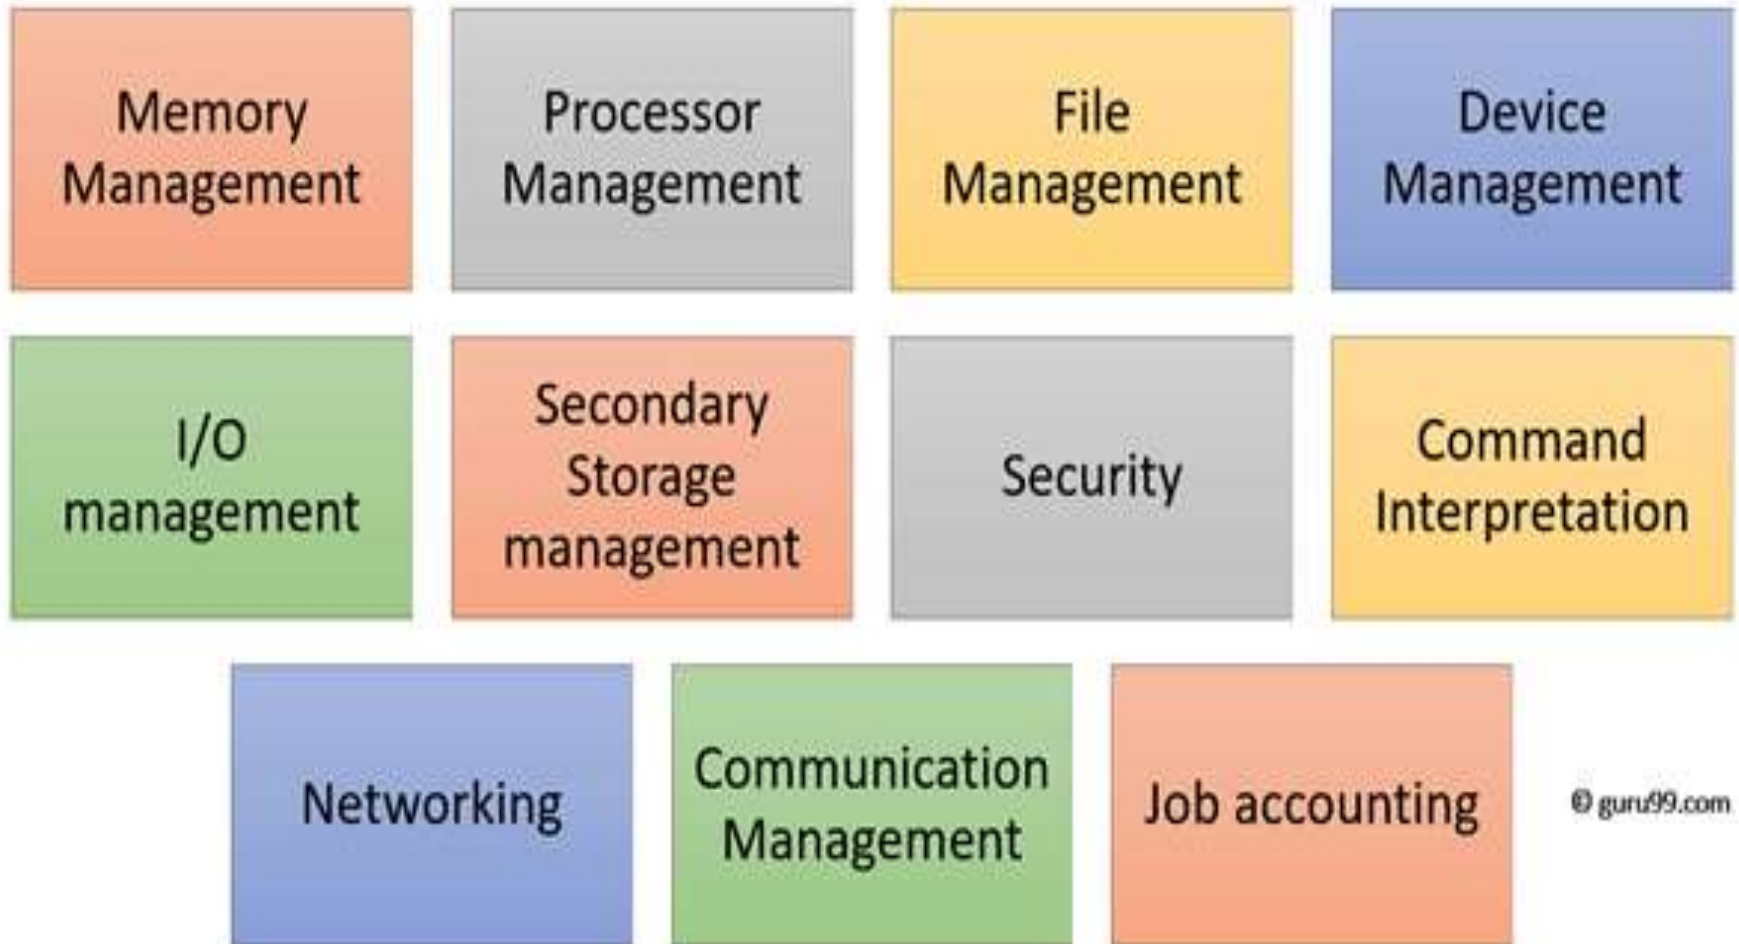 Memory
Management
Processor
Management
File
Management
Device
Management
I/O
management
Secondary
Storage
management
Security
Command
Interpretation
Networking
Communication
Management
Job accounting
© guru99.com